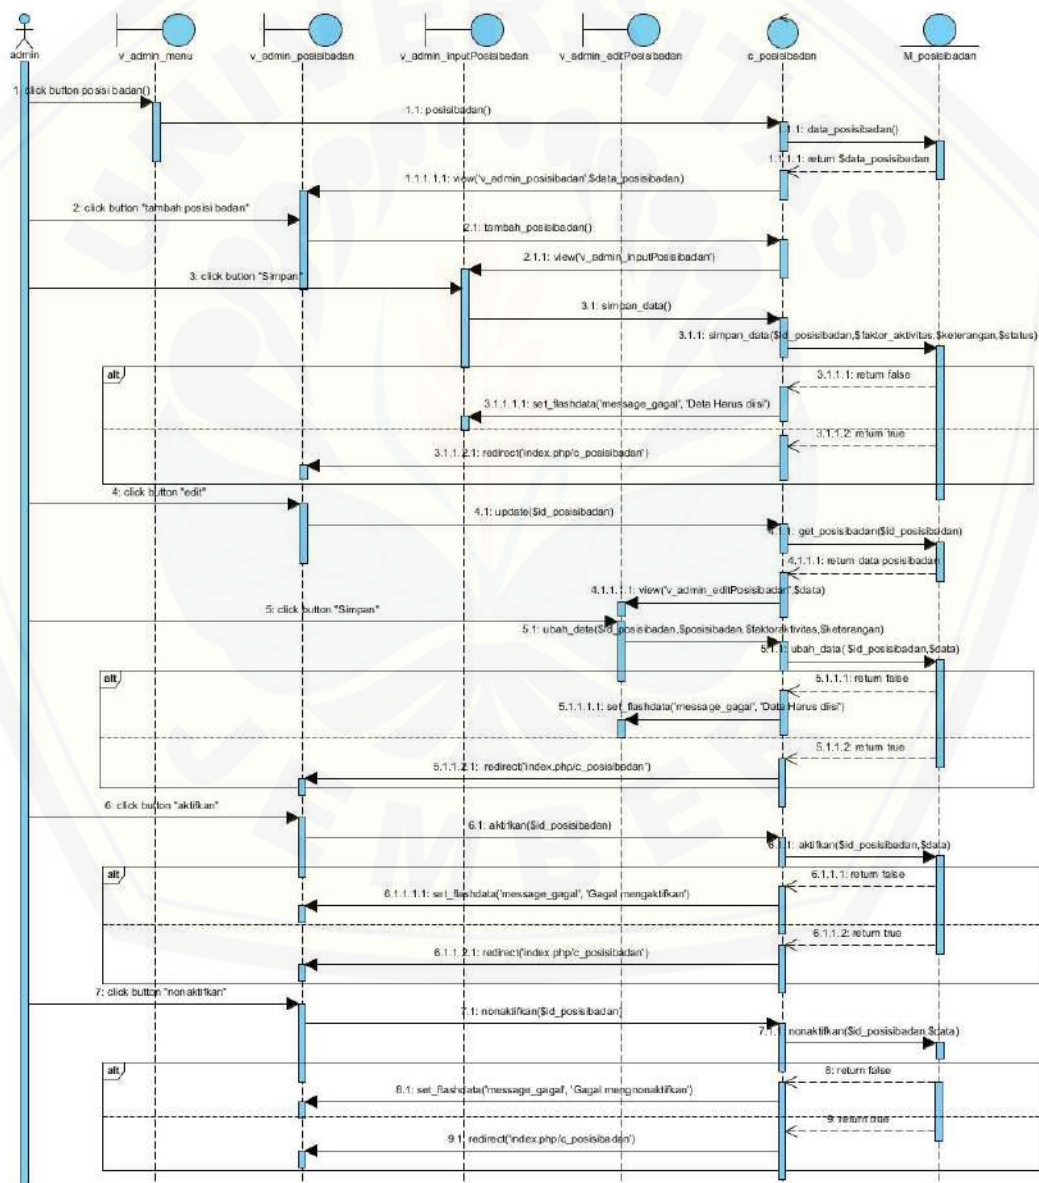 admin
v_admin_menu
v_admin_posisibadan
v_admin_inputPosisibadan
v_admin_editPosisibadan
c_posisibadan
M_posisibadan
1: click button posisi badan()
1.1: posisibadan()
1.1.1: data_posisibadan()
1.1.1.1: return $data_posisibadan
1.1.1.1.1: view('v_admin_posisibadan',$data_posisibadan)
2: click button "tambah posisi badan"
2.1: tambah_posisibadan()
2.1.1: view('v_admin_inputPosisibadan')
3: click button "Simpan"
3.1: simpan_data()
3.1.1: simpan_data($id_posisibadan,$faktor_aktivitas,$keterangan,$status)
alt
3.1.1.1: return false
3.1.1.1.1: set_flashdata('message_gagal', 'Data Harus diisi')
3.1.1.2: return true
3.1.1.2.1: redirect('index.php/c_posisibadan')
4: click button "edit"
4.1: update($id_posisibadan)
4.1.1: get_posisibadan($id_posisibadan)
4.1.1.1: return data posisibadan
4.1.1.1.1: view('v_admin_editPosisibadan',$data)
5: click button "Simpan"
5.1: ubah_data($id_posisibadan,$posisibadan,$faktoraktivitas,$keterangan)
5.1.1: ubah_data( $id_posisibadan,$data)
alt
5.1.1.1: return false
5.1.1.1.1: set_flashdata('message_gagal', 'Data Harus diisi')
5.1.1.2: return true
5.1.1.2.1: redirect('index.php/c_posisibadan')
6: click button "aktifkan"
6.1: aktifkan($id_posisibadan)
6.1.1: aktifkan($id_posisibadan,$data)
alt
6.1.1.1: return false
6.1.1.1.1: set_flashdata('message_gagal', 'Gagal mengaktifkan')
6.1.1.2: return true
6.1.1.2.1: redirect('index.php/c_posisibadan')
7: click button "nonaktifkan"
7.1: nonaktifkan($id_posisibadan)
7.1.1: nonaktifkan($id_posisibadan,$data)
alt
8: return false
8.1: set_flashdata('message_gagal', 'Gagal mengnonaktifkan')
9: return true
9.1: redirect('index.php/c_posisibadan')
UNIVERSITAS
JEMBER